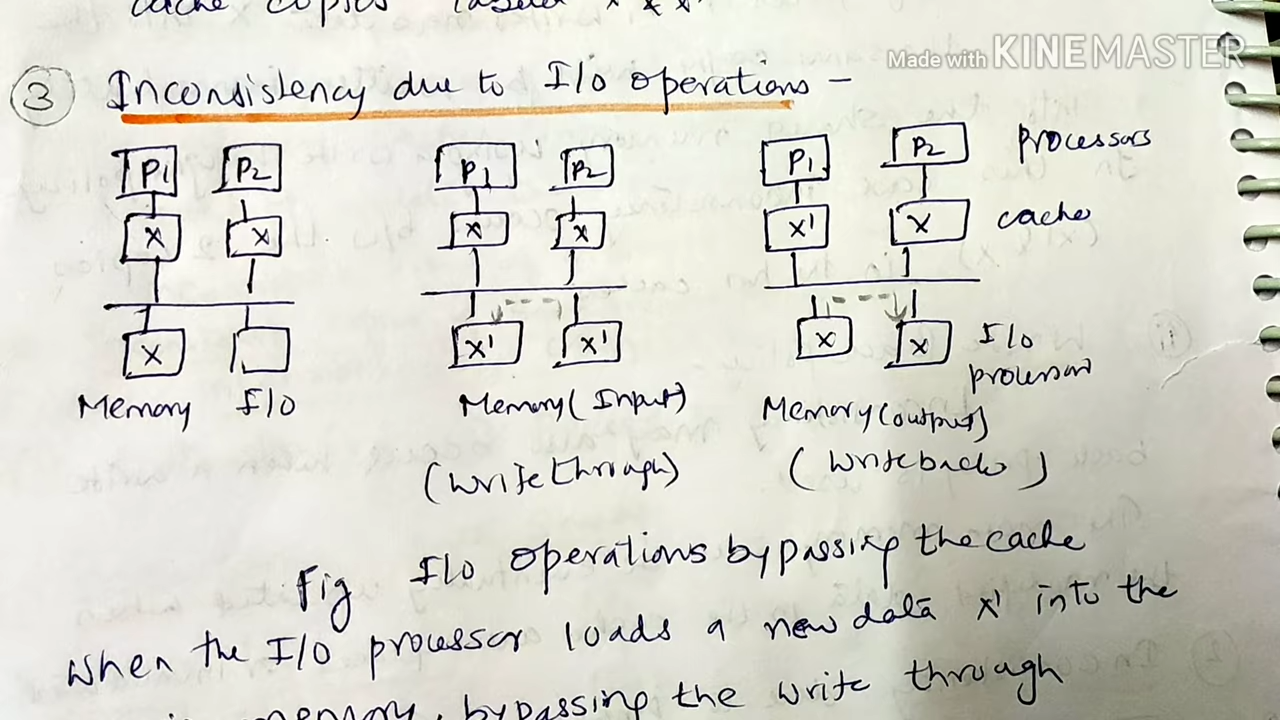 cache copies
Made with KINEMASTER
3 Inconsistency due to I/O operations -
P1 P2 P1 P2 P1 P2 processors
X X X X X' X cache
X X' X' X X I/O processor
Memory I/O Memory (Input) Memory (output)
(write through) (write back)
Fig I/O operations bypassing the cache
when the I/O processor loads a new data X' into the
memory, bypassing the write through